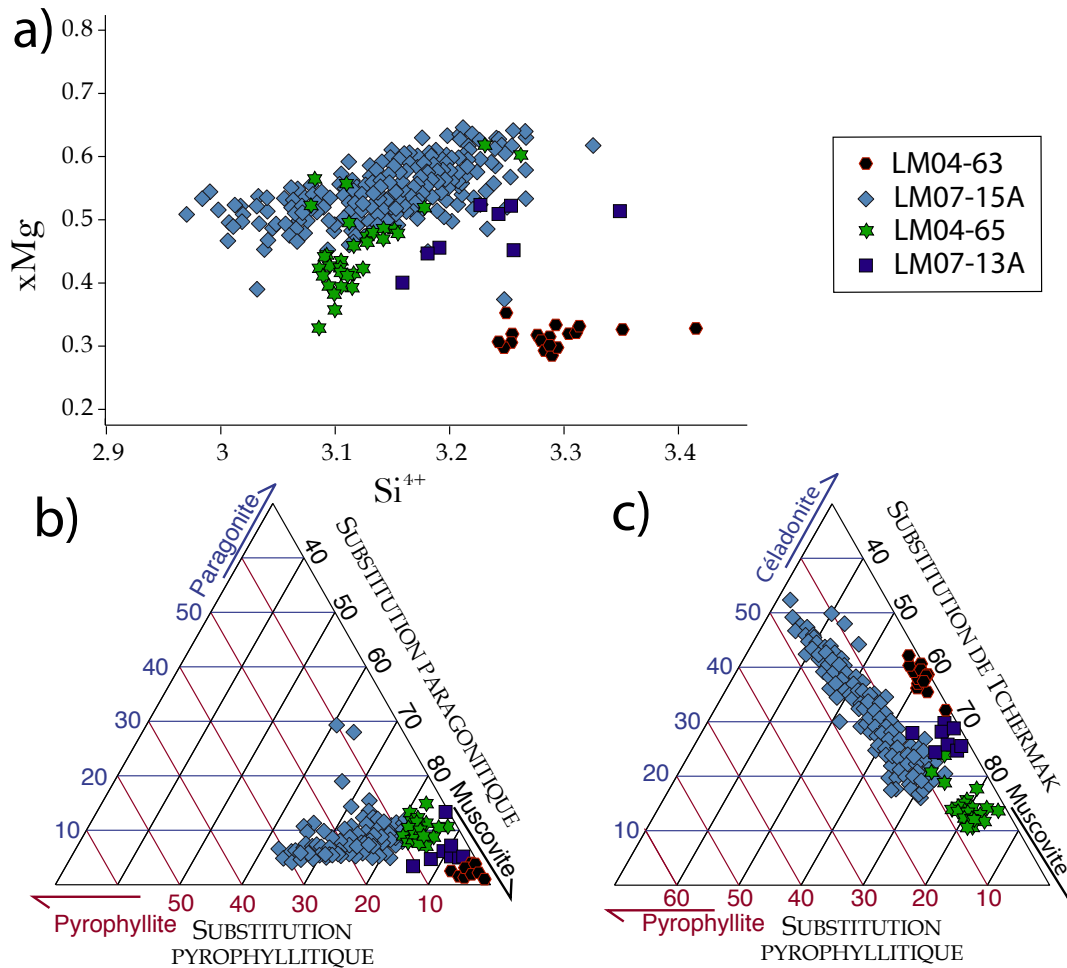 a)
xMg
0.8
0.7
0.6
0.5
0.4
0.3
0.2
2.9 3 3.1 3.2 3.3 3.4
Si4+
LM04-63
LM07-15A
LM04-65
LM07-13A
b)
Paragonite
SUBSTITUTION PARAGONITIQUE
40
50
60
70
80
Muscovite
50
40
30
20
10
Pyrophyllite
50 40 30 20 10
SUBSTITUTION
PYROPHYLLITIQUE
c)
Céladonite
SUBSTITUTION DE TCHERMAK
40
50
60
70
80
Muscovite
50
40
30
20
10
60 50 40 30 20 10
Pyrophyllite
SUBSTITUTION
PYROPHYLLITIQUE